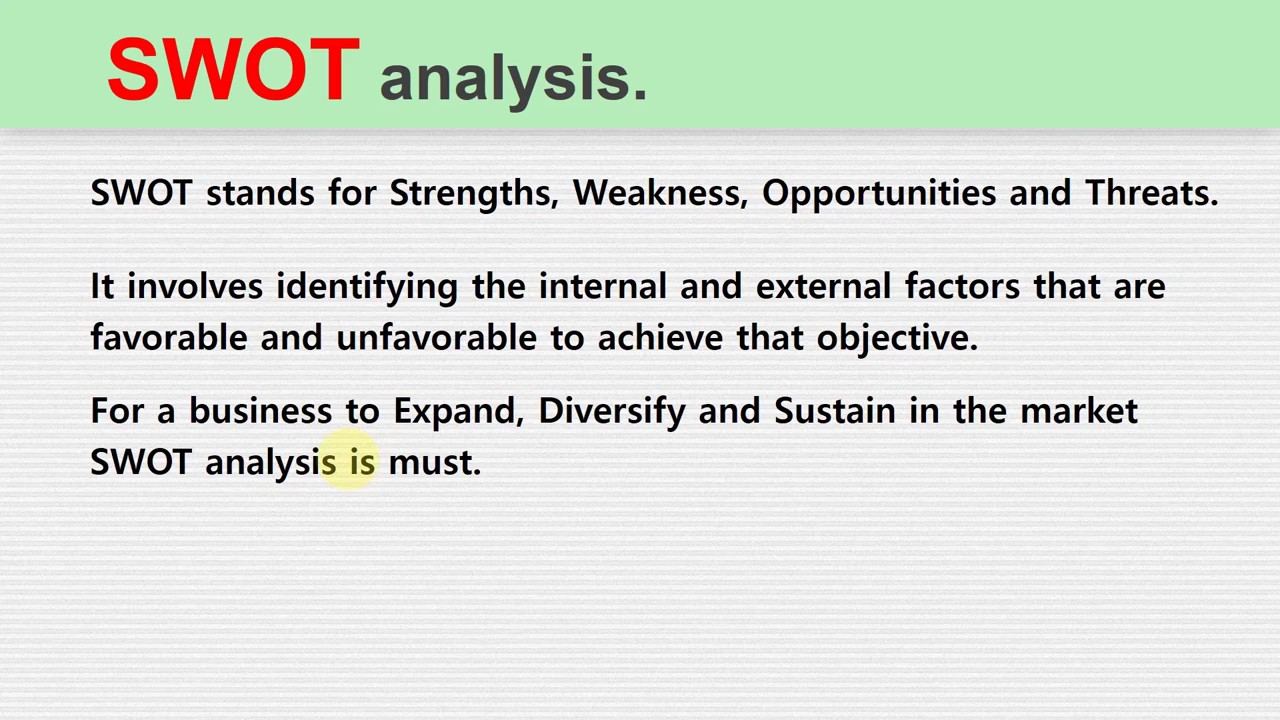 SWOT analysis.
SWOT stands for Strengths, Weakness, Opportunities and Threats.
It involves identifying the internal and external factors that are
favorable and unfavorable to achieve that objective.
For a business to Expand, Diversify and Sustain in the market
SWOT analysis is must.